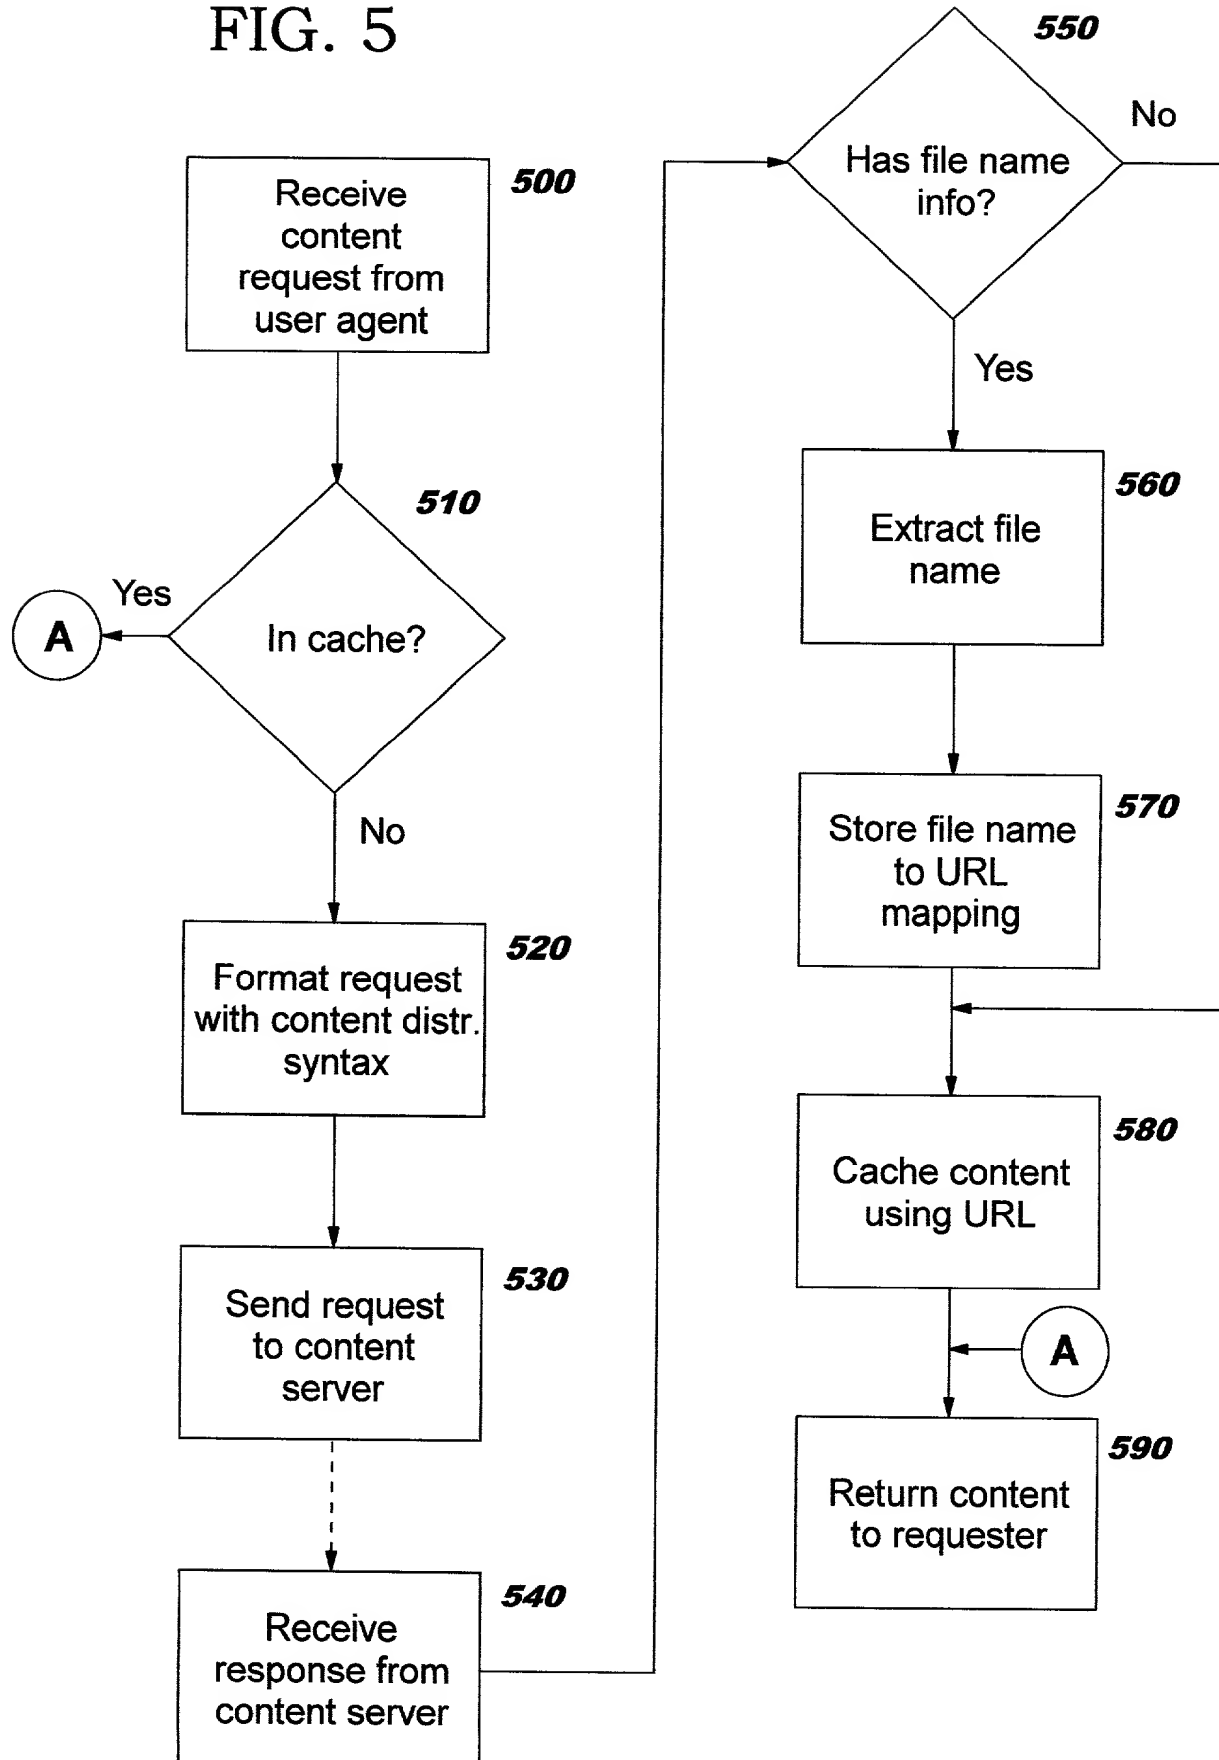 FIG. 5
500
Receive
content
request from
user agent
510
Yes
A
In cache?
No
520
Format request
with content distr.
syntax
530
Send request
to content
server
540
Receive
response from
content server
550
No
Has file name
info?
Yes
560
Extract file
name
570
Store file name
to URL
mapping
580
Cache content
using URL
A
590
Return content
to requester